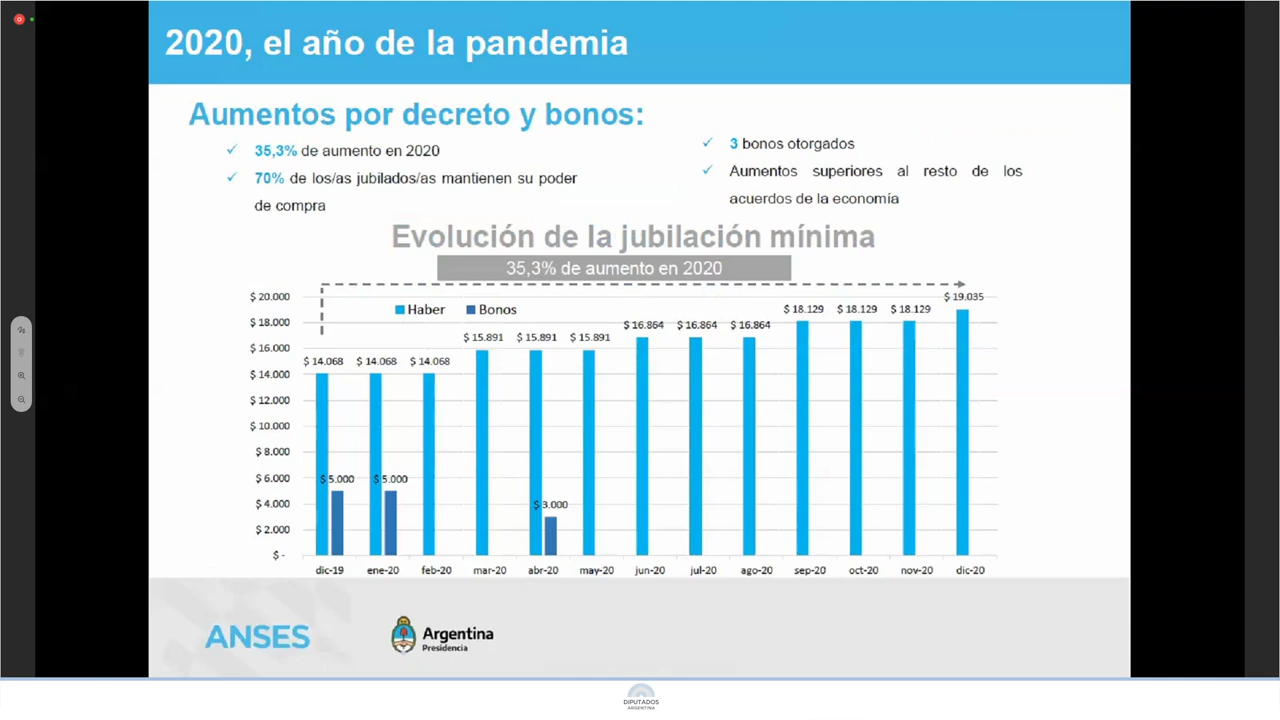 2020, el año de la pandemia
Aumentos por decreto y bonos:
35,3% de aumento en 2020
70% de los/as jubilados/as mantienen su poder
de compra
3 bonos otorgados
Aumentos superiores al resto de los
acuerdos de la economía
Evolución de la jubilación mínima
35,3% de aumento en 2020
Haber Bonos
$ 20.000
$ 18.000
$ 16.000
$ 14.000
$ 12.000
$ 10.000
$ 8.000
$ 6.000
$ 4.000
$ 2.000
$ -
$ 14.068 $ 14.068 $ 14.068 $ 15.891 $ 15.891 $ 15.891 $ 16.864 $ 16.864 $ 16.864 $ 18.129 $ 18.129 $ 18.129 $ 19.035
$ 5.000 $ 5.000 $ 3.000
dic-19 ene-20 feb-20 mar-20 abr-20 may-20 jun-20 jul-20 ago-20 sep-20 oct-20 nov-20 dic-20
ANSES
Argentina
Presidencia
DIPUTADOS
ARGENTINA